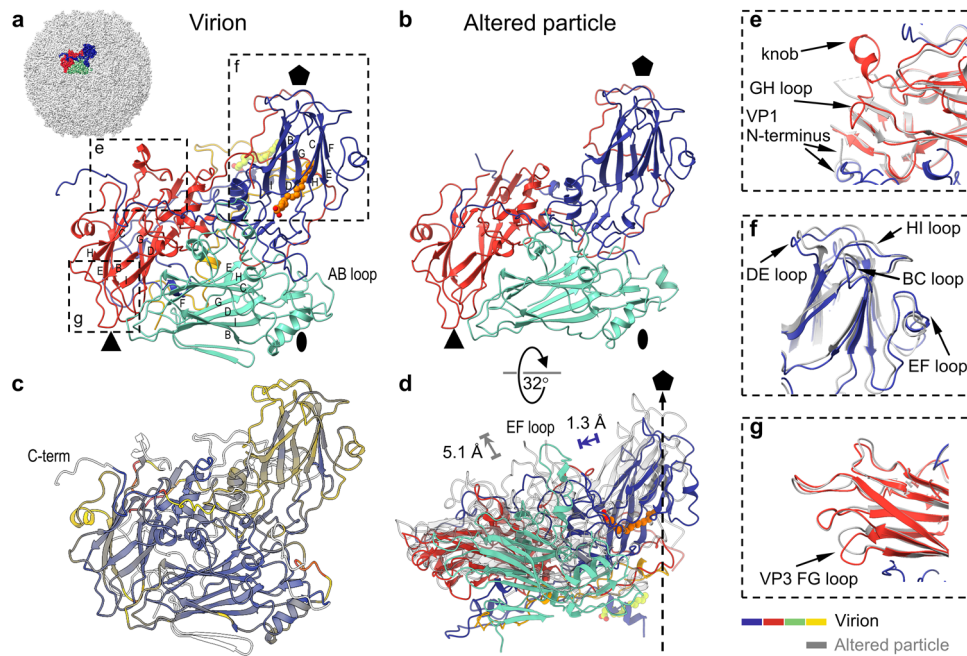 a
Virion
b
Altered particle
e
f
knob
GH loop
VP1
N-terminus
e
B
C
F
G
I
D
E
H
C
G
D
H
E
B
I
g
E
H
C
F
G
D
I
B
AB loop
f
HI loop
DE loop
BC loop
EF loop
32°
c
C-term
d
EF loop
1.3 Å
5.1 Å
g
VP3 FG loop
Virion
Altered particle